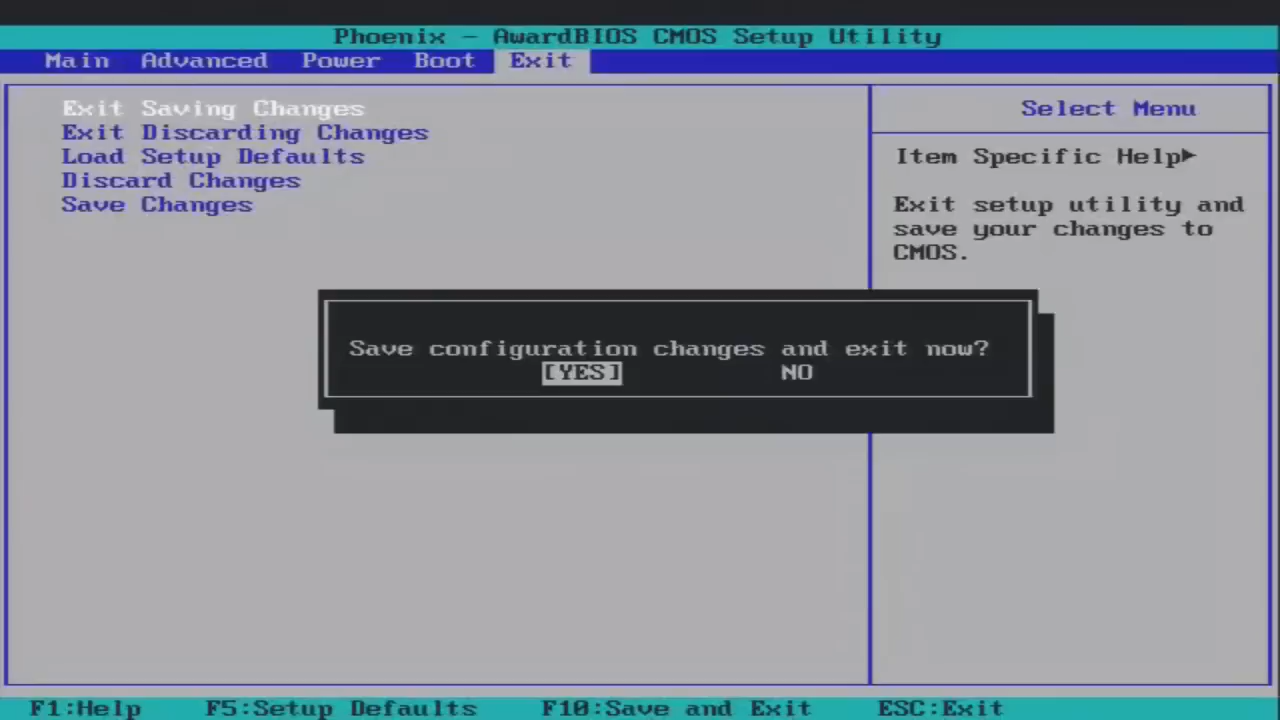 Phoenix - AwardBIOS CMOS Setup Utility
Main Advanced Power Boot Exit
Exit Saving Changes
Exit Discarding Changes
Load Setup Defaults
Discard Changes
Save Changes
Select Menu
Item Specific Help►
Exit setup utility and
save your changes to
CMOS.
Save configuration changes and exit now?
[YES] NO
F1:Help F5:Setup Defaults F10:Save and Exit ESC:Exit